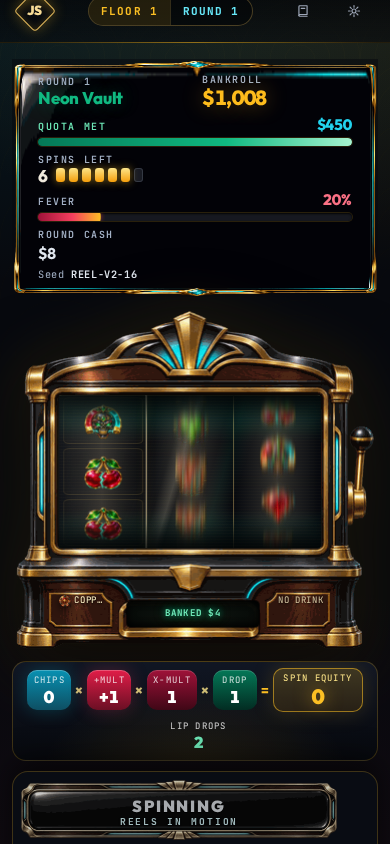 JS
FLOOR 1
ROUND 1
ROUND 1
BANKROLL
Neon Vault
$1,008
QUOTA MET
$450
SPINS LEFT
6
FEVER
20%
ROUND CASH
$8
Seed REEL-V2-16
COPP…
NO DRINK
BANKED $4
CHIPS
0
×
+MULT
+1
×
X-MULT
1
×
DROP
1
=
SPIN EQUITY
0
LIP DROPS
2
SPINNING
REELS IN MOTION